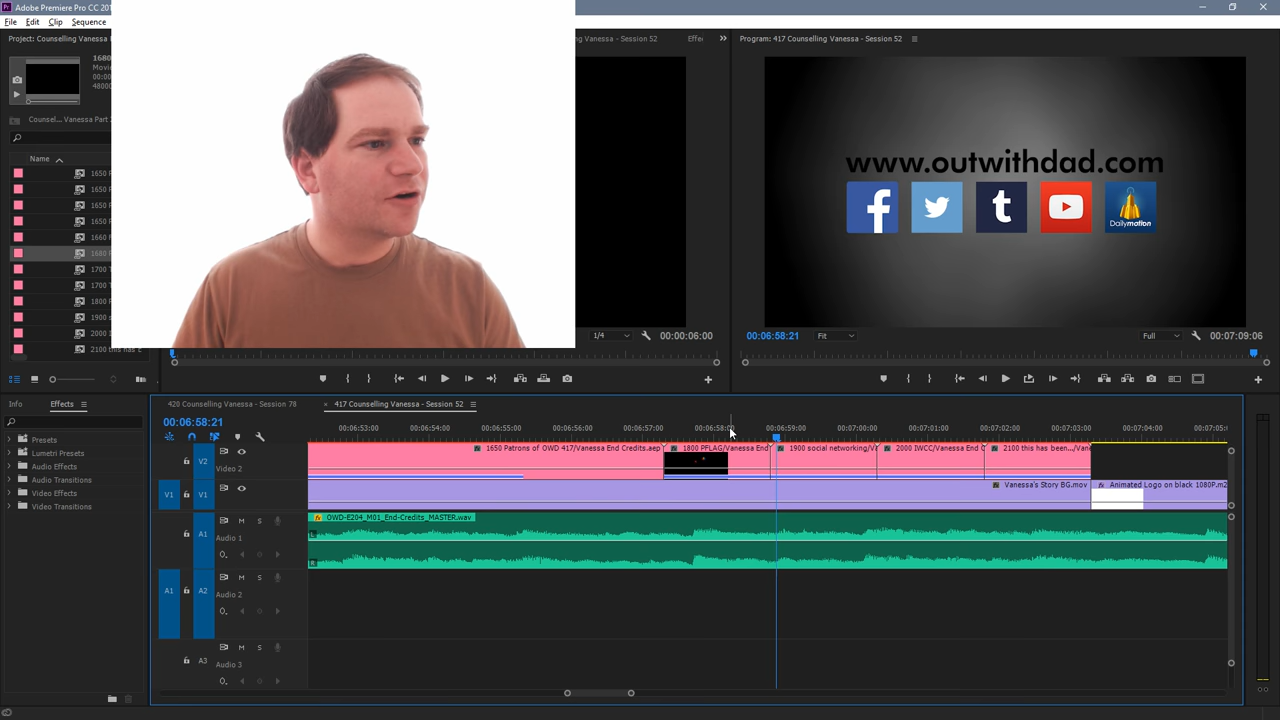 Adobe Premiere Pro CC 201
File Edit Clip Sequence
Project: Counselling Vanessa
ng Vanessa - Session 52
Effec
Program: 417 Counselling Vanessa - Session 52
1680
Movi
00:00
48000
Counsel... Vanessa Part
Name
1650
1650
1650
1650
1660
1680
1700
1700
1800
1900
2000
2100 this has
www.outwithdad.com
f
t
Dailymotion
1/4
00:00:06:00
00:06:58:21
Fit
Full
00:07:09:06
Info
Effects
Presets
Lumetri Presets
Audio Effects
Audio Transitions
Video Effects
Video Transitions
420 Counselling Vanessa - Session 78
417 Counselling Vanessa - Session 52
00:06:58:21
00:06:53:00
00:06:54:00
00:06:55:00
00:06:56:00
00:06:57:00
00:06:58:00
00:06:59:00
00:07:00:00
00:07:01:00
00:07:02:00
00:07:03:00
00:07:04:00
00:07:05:
V2
Video 2
1650 Patrons of OWD 417/Vanessa End Credits.aep
1800 PFLAG/Vanessa End
1900 social networking/V
2000 IWCC/Vanessa End
2100 this has been.../Van
V1
V1
Vanessa's Story BG.mov
Animated Logo on black 1080P.m2
A1
M S
Audio 1
OWD-E204_M01_End-Credits_MASTER.wav
L
R
A1
A2
M S
Audio 2
A3
M S
Audio 3